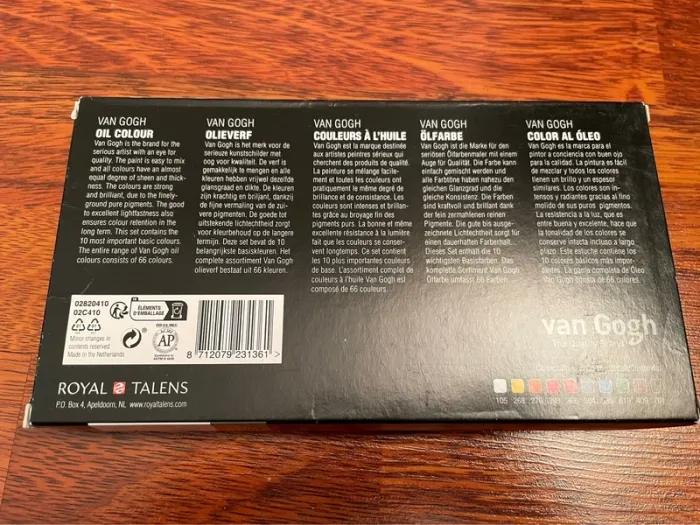 VAN GOGH
OIL COLOUR
Van Gogh is the brand for the
serious artist with an eye for
quality. The paint is easy to mix
and all colours have an almost
equal degree of sheen and thick-
ness. The colours are strong
and brilliant, due to the finely-
ground pure pigments. The good
to excellent lightfastness also
ensures colour retention in the
long term. This set contains the
10 most important basic colours.
The entire range of Van Gogh oil
colours consists of 66 colours.
VAN GOGH
OLIEVERF
Van Gogh is het merk voor de
serieuze kunstschilder met
oog voor kwaliteit. De verf is
gemakkelijk te mengen en alle
kleuren hebben vrijwel dezelfde
glansgraad en dikte. De kleuren
zijn krachtig en briljant, dankzij
de fijne vermaling van de zui-
vere pigmenten. De goede tot
uitstekende lichtechtheid zorgt
voor kleurbehoud op de langere
termijn. Deze set bevat de 10
belangrijkste basiskleuren. Het
complete assortiment Van Gogh
olieverf bestaat uit 66 kleuren.
VAN GOGH
COULEURS À L'HUILE
Van Gogh est la marque destinée
aux artistes peintres sérieux qui
cherchent des produits de qualité.
La peinture se mélange facile-
ment et toutes les couleurs ont
pratiquement le même degré de
brillance et de consistance. Les
couleurs sont intenses et brillan-
tes grâce au broyage fin des
pigments purs. La bonne et même
excellente résistance à la lumière
fait que les couleurs se conser-
vent longtemps. Ce set contient
les 10 plus importantes couleurs
de base. L'assortiment complet de
couleurs à l'huile Van Gogh est
composé de 66 couleurs.
VAN GOGH
ÖLFARBE
Van Gogh ist die Marke für den
seriösen Ölfarbenmaler mit einem
Auge für Qualität. Die Farbe kann
einfach gemischt werden und
alle Farbtöne haben nahezu den
gleichen Glanzgrad und die
gleiche Konsistenz. Die Farben
sind kraftvoll und brillant dank
der fein zermahlenen reinen
Pigmente. Die gute bis ausge-
zeichnete Lichtechtheit sorgt für
einen dauerhaften Farberhalt.
Dieses Set enthält die 10
wichtigsten Basisfarben. Das
komplette Sortiment Van Gogh
Ölfarbe umfasst 66 Farben.
VAN GOGH
COLOR AL ÓLEO
Van Gogh es la marca para el
pintor a conciencia con buen ojo
para la calidad. La pintura es fácil
de mezclar y todos los colores
tienen un brillo y un espesor
similares. Los colores son in-
tensos y radiantes gracias al fino
molido de sus puros pigmentos.
La resistencia a la luz, que es
entre buena y excelente, hace que
la tonalidad de los colores se
conserve intacta incluso a largo
plazo. Este estuche contiene los
10 colores básicos más impor-
tantes. La gama completa de Óleo
Van Gogh consta de 66 colores.
02820410
02C410
ÉLÉMENTS
D'EMBALLAGE
Minor changes in
contents reserved.
Made in the Netherlands
AP
8 712079 231361 >
van Gogh
ROYAL TALENS
P.O. Box 4, Apeldoorn, NL www.royaltalens.com
105 268 409